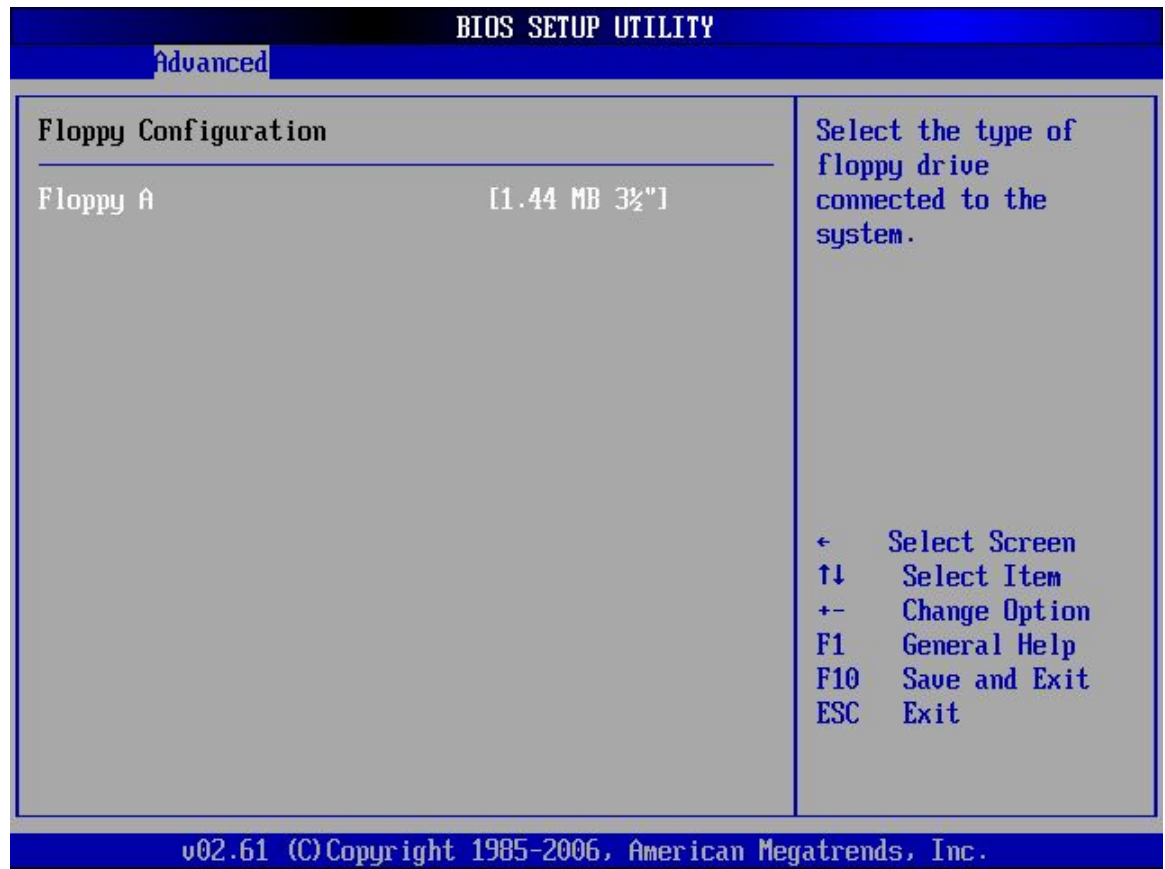 BIOS SETUP UTILITY
Advanced
Floppy Configuration
Floppy A [1.44 MB 3½"]
Select the type of
floppy drive
connected to the
system.
← Select Screen
↑↓ Select Item
+- Change Option
F1 General Help
F10 Save and Exit
ESC Exit
v02.61 (C)Copyright 1985-2006, American Megatrends, Inc.